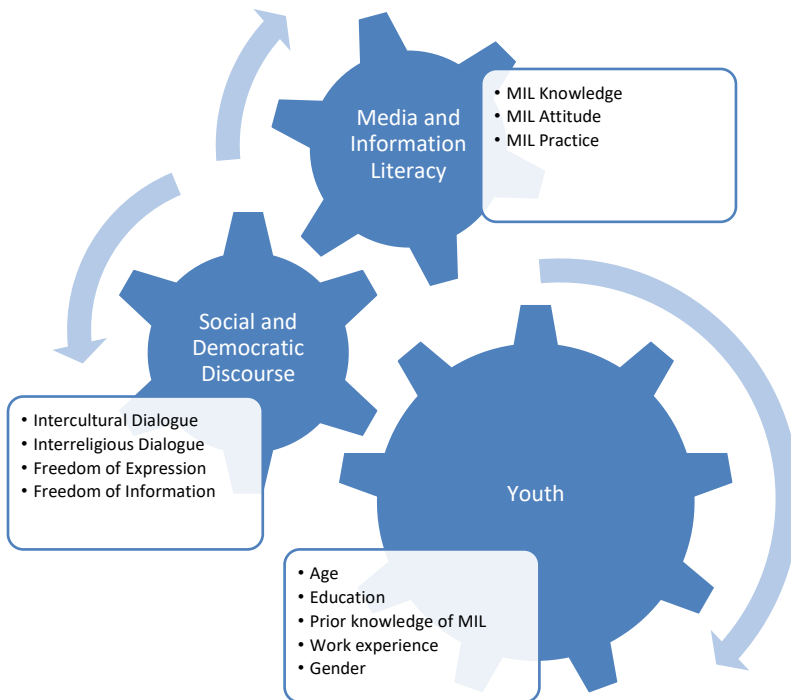 Media and
Information
Literacy
• MIL Knowledge
• MIL Attitude
• MIL Practice
Social and
Democratic
Discourse
• Intercultural Dialogue
• Interreligious Dialogue
• Freedom of Expression
• Freedom of Information
Youth
• Age
• Education
• Prior knowledge of MIL
• Work experience
• Gender